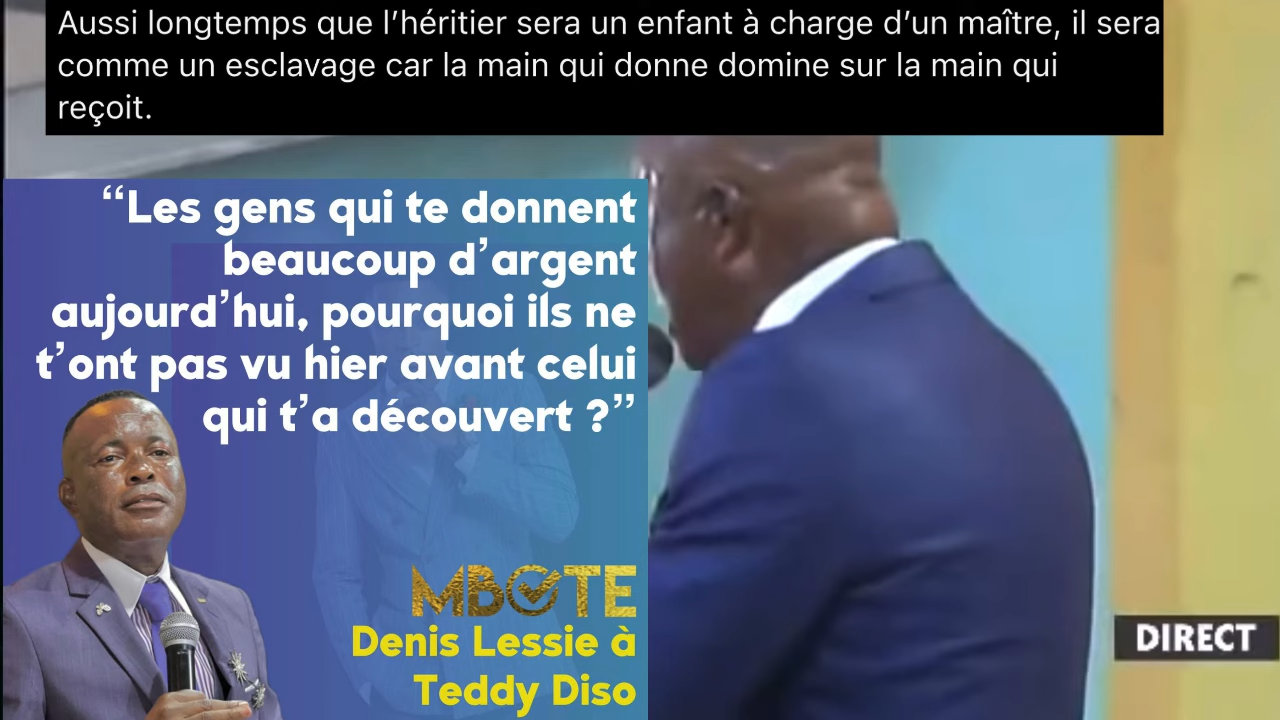 Aussi longtemps que l’héritier sera un enfant à charge d’un maître, il sera
comme un esclavage car la main qui donne domine sur la main qui
reçoit.
“Les gens qui te donnent
beaucoup d’argent
aujourd’hui, pourquoi ils ne
t’ont pas vu hier avant celui
qui t’a découvert ?”
MBOTE
Denis Lessie à
Teddy Diso
DIRECT